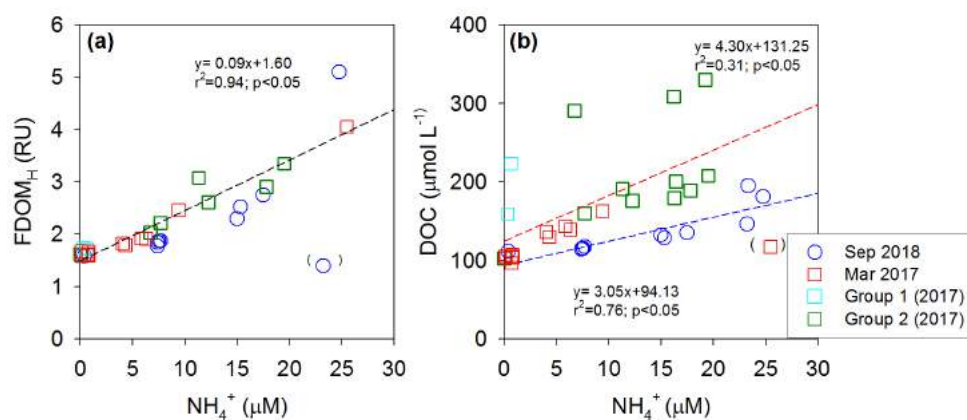 (a)
y= 0.09x+1.60
r²=0.94; p<0.05
FDOM_H (RU)
6
5
4
3
2
1
0
( )
0 5 10 15 20 25 30
NH₄⁺ (μM)
(b)
y= 4.30x+131.25
r²=0.31; p<0.05
DOC (μmol L⁻¹)
400
300
200
100
0
( )
y= 3.05x+94.13
r²=0.76; p<0.05
0 5 10 15 20 25 30
NH₄⁺ (μM)
Sep 2018
Mar 2017
Group 1 (2017)
Group 2 (2017)